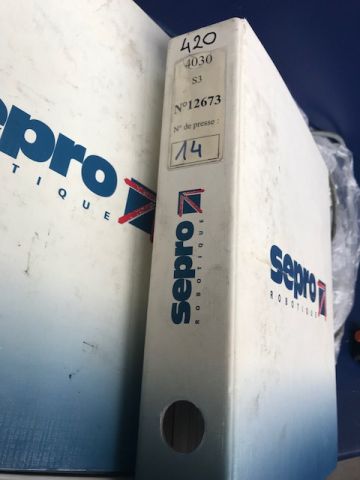 420
4030
S3
N°12673
N° de presse :
14
sepro
ROBOTIQUE
sepro
ROBOTIQUE
sepro
ROBOTIQUE